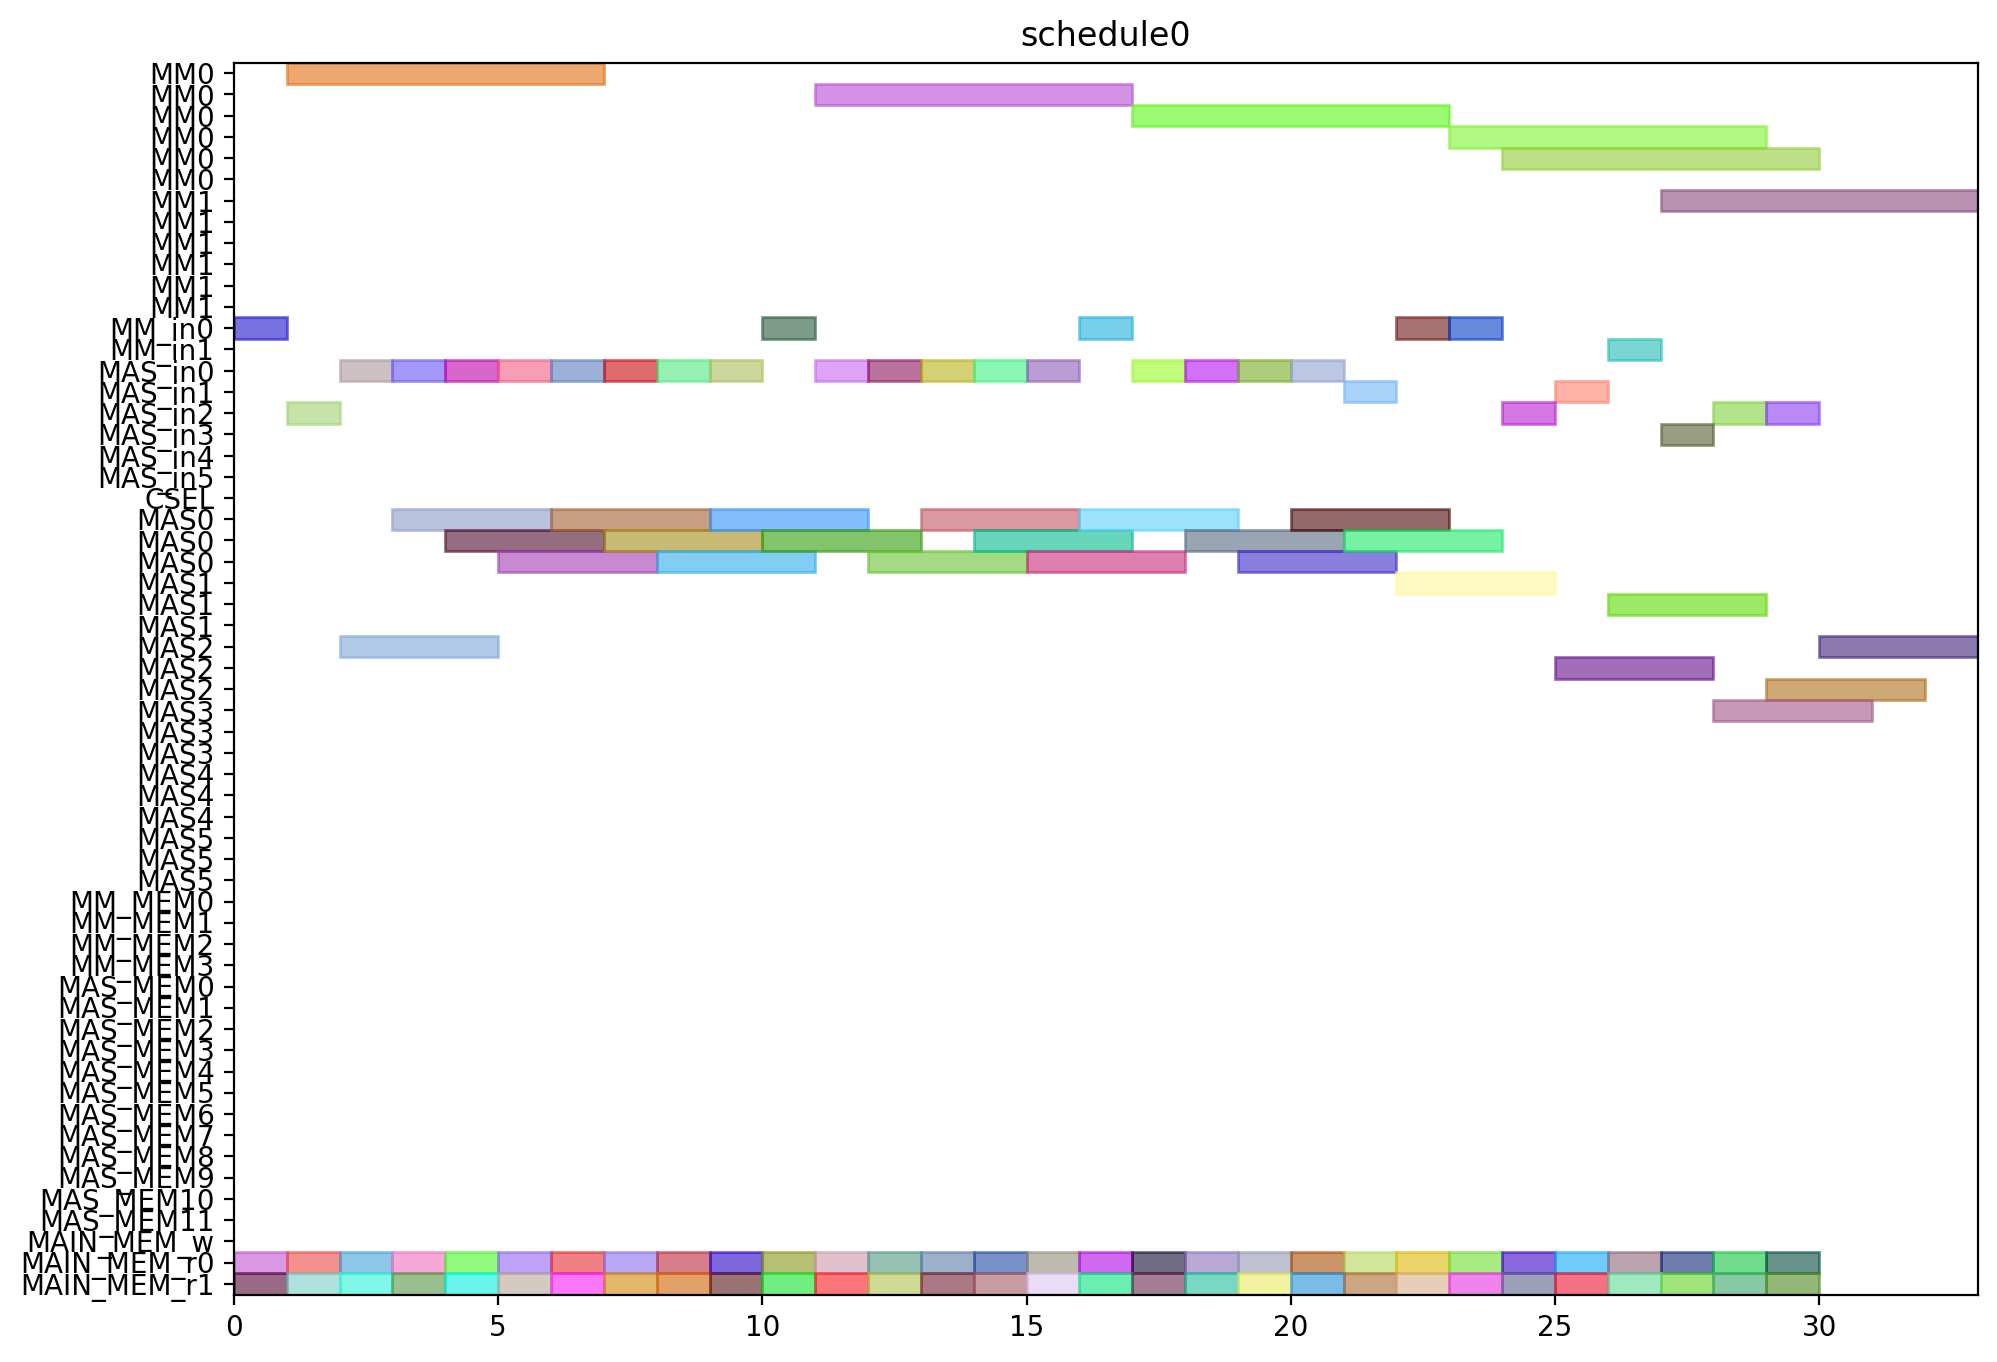 schedule0
MM0
MM0
MM0
MM0
MM0
MM0
MM1
MM1
MM1
MM1
MM1
MM1
MM_in0
MM_in1
MAS_in0
MAS_in1
MAS_in2
MAS_in3
MAS_in4
MAS_in5
CSEL
MAS0
MAS0
MAS0
MAS1
MAS1
MAS1
MAS2
MAS2
MAS2
MAS3
MAS3
MAS3
MAS4
MAS4
MAS4
MAS5
MAS5
MAS5
MM_MEM0
MM_MEM1
MM_MEM2
MM_MEM3
MAS_MEM0
MAS_MEM1
MAS_MEM2
MAS_MEM3
MAS_MEM4
MAS_MEM5
MAS_MEM6
MAS_MEM7
MAS_MEM8
MAS_MEM9
MAS_MEM10
MAS_MEM11
MAIN_MEM_w
MAIN_MEM_r0
MAIN_MEM_r1
0 5 10 15 20 25 30